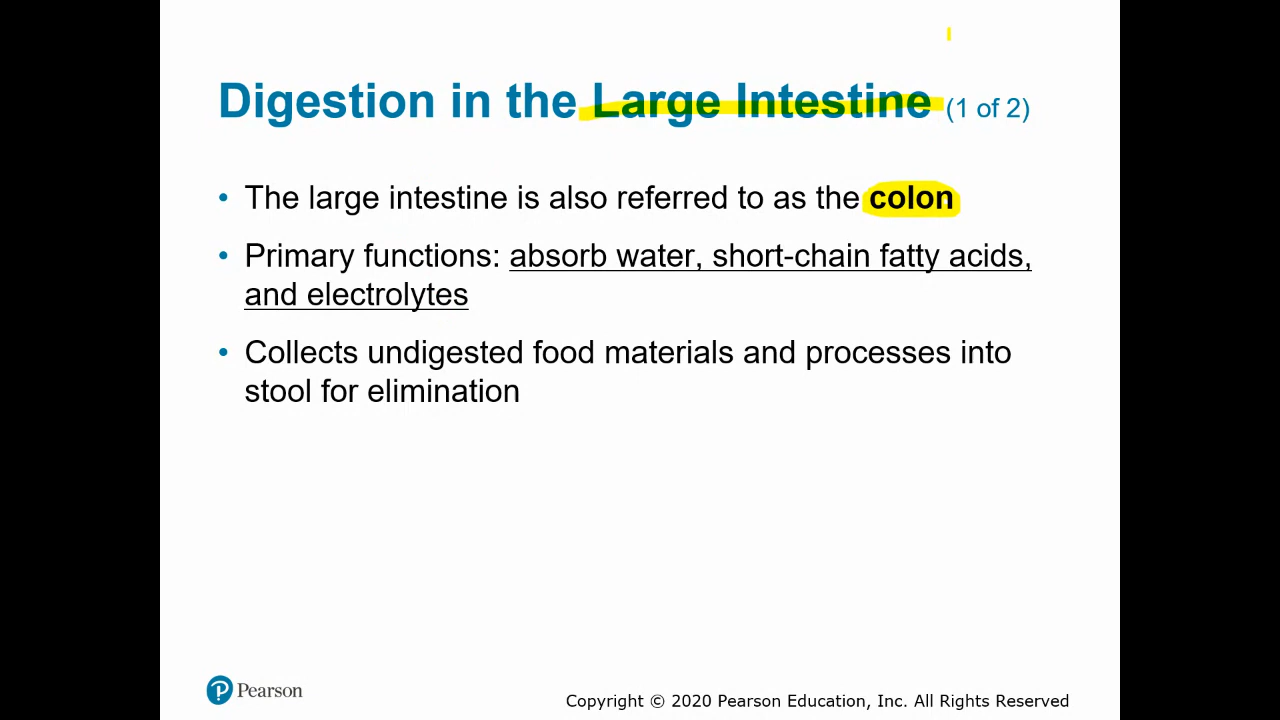 Digestion in the Large Intestine (1 of 2)
• The large intestine is also referred to as the colon
• Primary functions: absorb water, short-chain fatty acids,
and electrolytes
• Collects undigested food materials and processes into
stool for elimination
P Pearson
Copyright © 2020 Pearson Education, Inc. All Rights Reserved